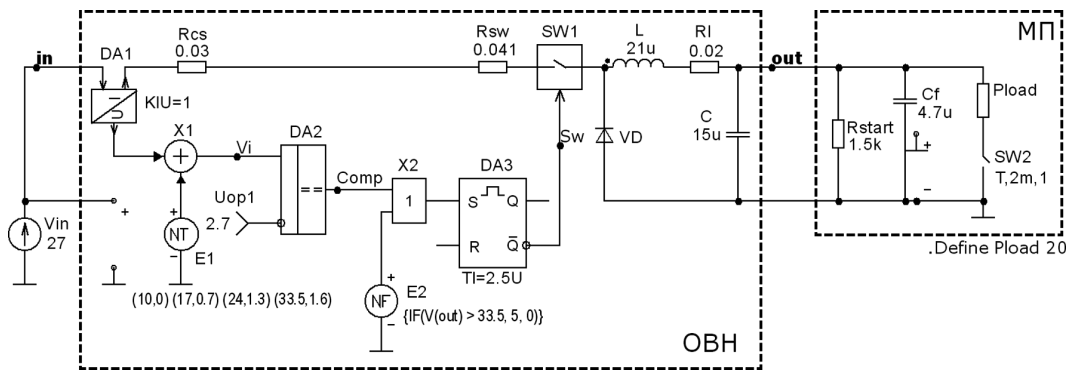 in
DA1
Rcs
0.03
Rsw
0.041
SW1
L
21u
Rl
0.02
out
МП
KIU=1
X1
Vi
DA2
==
Comp
X2
1
DA3
S
Q
R
Q̅
TI=2.5U
Sw
VD
C
15u
Rstart
1.5k
Cf
4.7u
+
-
Pload
SW2
T,2m,1
Uop1
2.7
Vin
27
+
+
NT
−
E1
(10,0) (17,0.7) (24,1.3) (33.5,1.6)
+
NF
−
E2
{IF(V(out) > 33.5, 5, 0)}
ОВН
.Define Pload 20